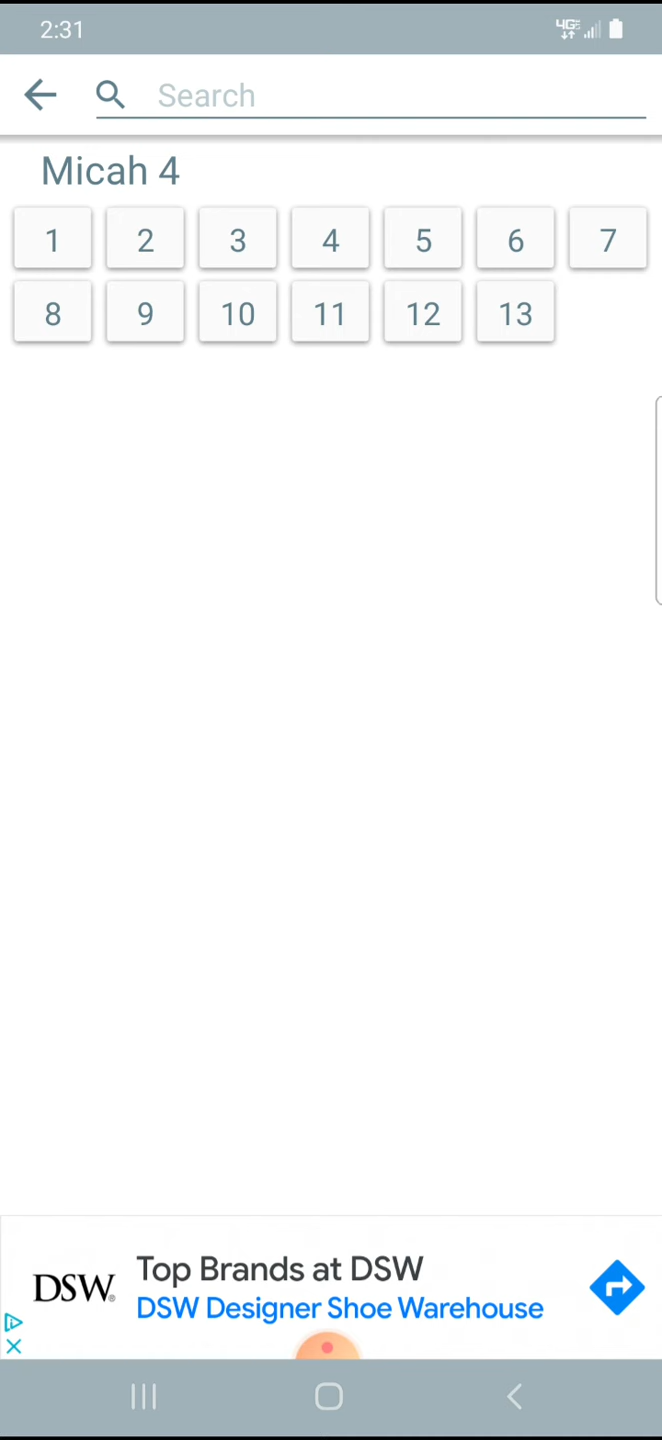 2:31
4GE
Search
Micah 4
1 2 3 4 5 6 7
8 9 10 11 12 13
DSW
Top Brands at DSW
DSW Designer Shoe Warehouse